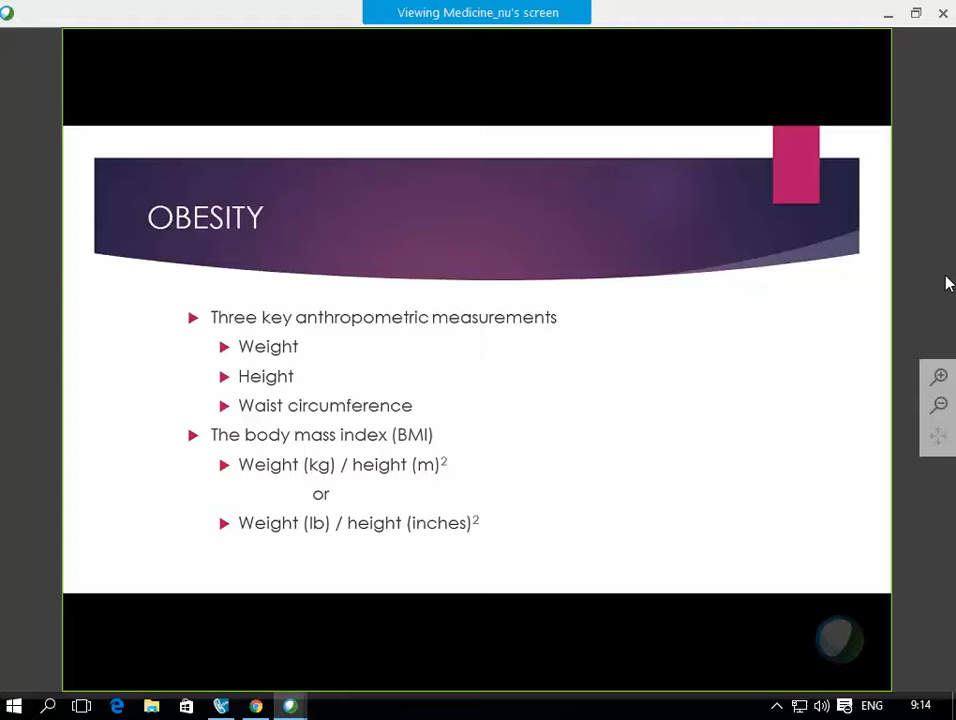 Viewing Medicine_nu's screen
OBESITY
Three key anthropometric measurements
Weight
Height
Waist circumference
The body mass index (BMI)
Weight (kg) / height (m)²
or
Weight (lb) / height (inches)²
ENG
9:14